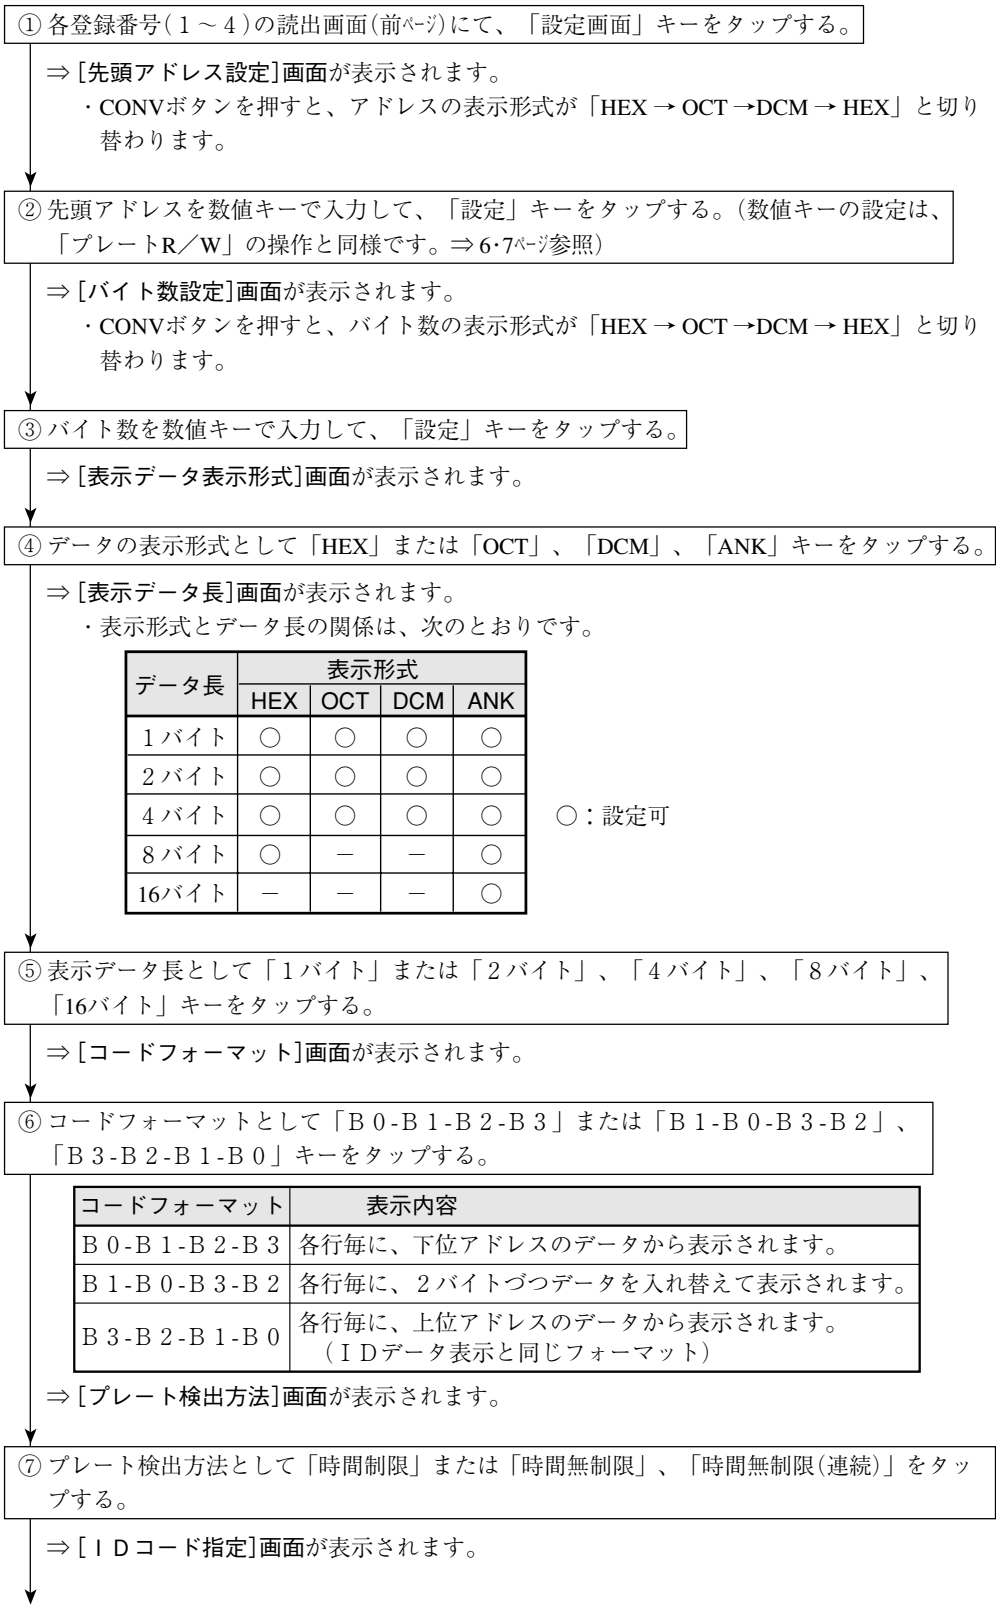 ① 各登録番号(１～４)の読出画面(前ページ)にて、「設定画面」キーをタップする。
⇒ [先頭アドレス設定]画面が表示されます。
・CONVボタンを押すと、アドレスの表示形式が「HEX → OCT →DCM → HEX」と切り
替わります。
② 先頭アドレスを数値キーで入力して、「設定」キーをタップする。(数値キーの設定は、
「プレートR／W」の操作と同様です。⇒ 6･7ページ参照)
⇒ [バイト数設定]画面が表示されます。
・CONVボタンを押すと、バイト数の表示形式が「HEX → OCT →DCM → HEX」と切り
替わります。
③ バイト数を数値キーで入力して、「設定」キーをタップする。
⇒ [表示データ表示形式]画面が表示されます。
④ データの表示形式として「HEX」または「OCT」、「DCM」、「ANK」キーをタップする。
⇒ [表示データ長]画面が表示されます。
・表示形式とデータ長の関係は、次のとおりです。
データ長 表示形式
HEX OCT DCM ANK
１バイト ○ ○ ○ ○
２バイト ○ ○ ○ ○
４バイト ○ ○ ○ ○ ○：設定可
８バイト ○ － － ○
16バイト － － － ○
⑤ 表示データ長として「１バイト」または「２バイト」、「４バイト」、「８バイト」、
「16バイト」キーをタップする。
⇒ [コードフォーマット]画面が表示されます。
⑥ コードフォーマットとして「Ｂ０-Ｂ１-Ｂ２-Ｂ３」または「Ｂ１-Ｂ０-Ｂ３-Ｂ２」、
「Ｂ３-Ｂ２-Ｂ１-Ｂ０」キーをタップする。
コードフォーマット 表示内容
Ｂ０-Ｂ１-Ｂ２-Ｂ３ 各行毎に、下位アドレスのデータから表示されます。
Ｂ１-Ｂ０-Ｂ３-Ｂ２ 各行毎に、２バイトづつデータを入れ替えて表示されます。
Ｂ３-Ｂ２-Ｂ１-Ｂ０ 各行毎に、上位アドレスのデータから表示されます。
(ＩＤデータ表示と同じフォーマット)
⇒ [プレート検出方法]画面が表示されます。
⑦ プレート検出方法として「時間制限」または「時間無制限」、「時間無制限(連続)」をタッ
プする。
⇒ [ＩＤコード指定]画面が表示されます。